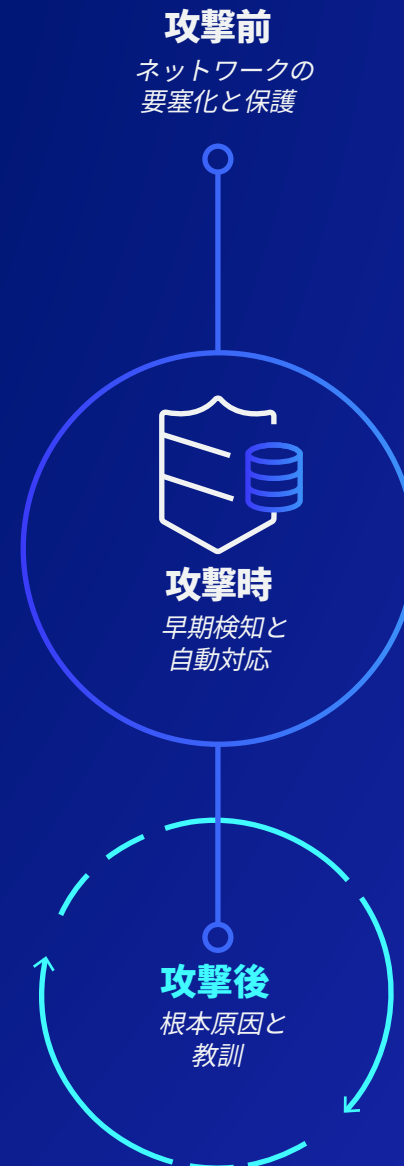 攻撃前
ネットワークの
要塞化と保護
攻撃時
早期検知と
自動対応
攻撃後
根本原因と
教訓